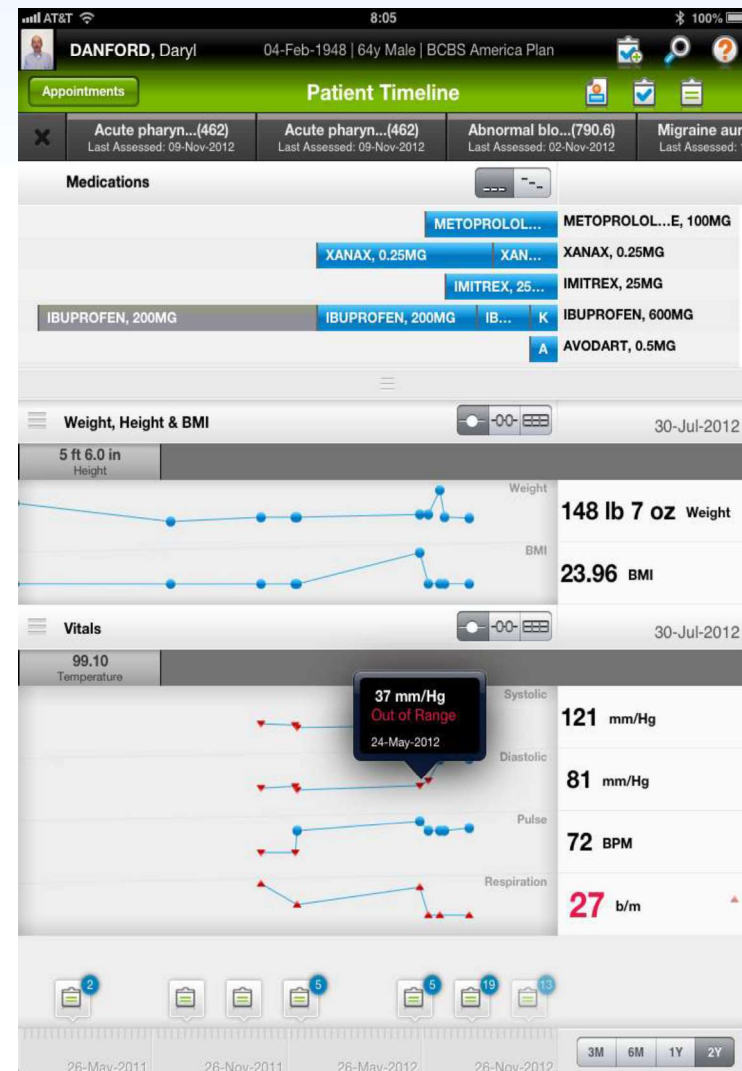 AT&T 8:05 100%
DANFORD, Daryl 04-Feb-1948 | 64y Male | BCBS America Plan
Appointments Patient Timeline
Acute pharyn...(462) Acute pharyn...(462) Abnormal blo...(790.6) Migraine aur
Last Assessed: 09-Nov-2012 Last Assessed: 09-Nov-2012 Last Assessed: 02-Nov-2012 Last Assessed:
Medications
METOPROLOL... METOPROLOL...E, 100MG
XANAX, 0.25MG XAN... XANAX, 0.25MG
IMITREX, 25... IMITREX, 25MG
IBUPROFEN, 200MG IBUPROFEN, 200MG IB... K IBUPROFEN, 600MG
A AVODART, 0.5MG
Weight, Height & BMI 30-Jul-2012
5 ft 6.0 in
Height
Weight
148 lb 7 oz Weight
BMI
23.96 BMI
Vitals 30-Jul-2012
99.10
Temperature
37 mm/Hg
Out of Range
24-May-2012
Systolic
121 mm/Hg
Diastolic
81 mm/Hg
Pulse
72 BPM
Respiration
27 b/m
2 5 5 19 13
26-May-2011 26-Nov-2011 26-May-2012 26-Nov-2012
3M 6M 1Y 2Y